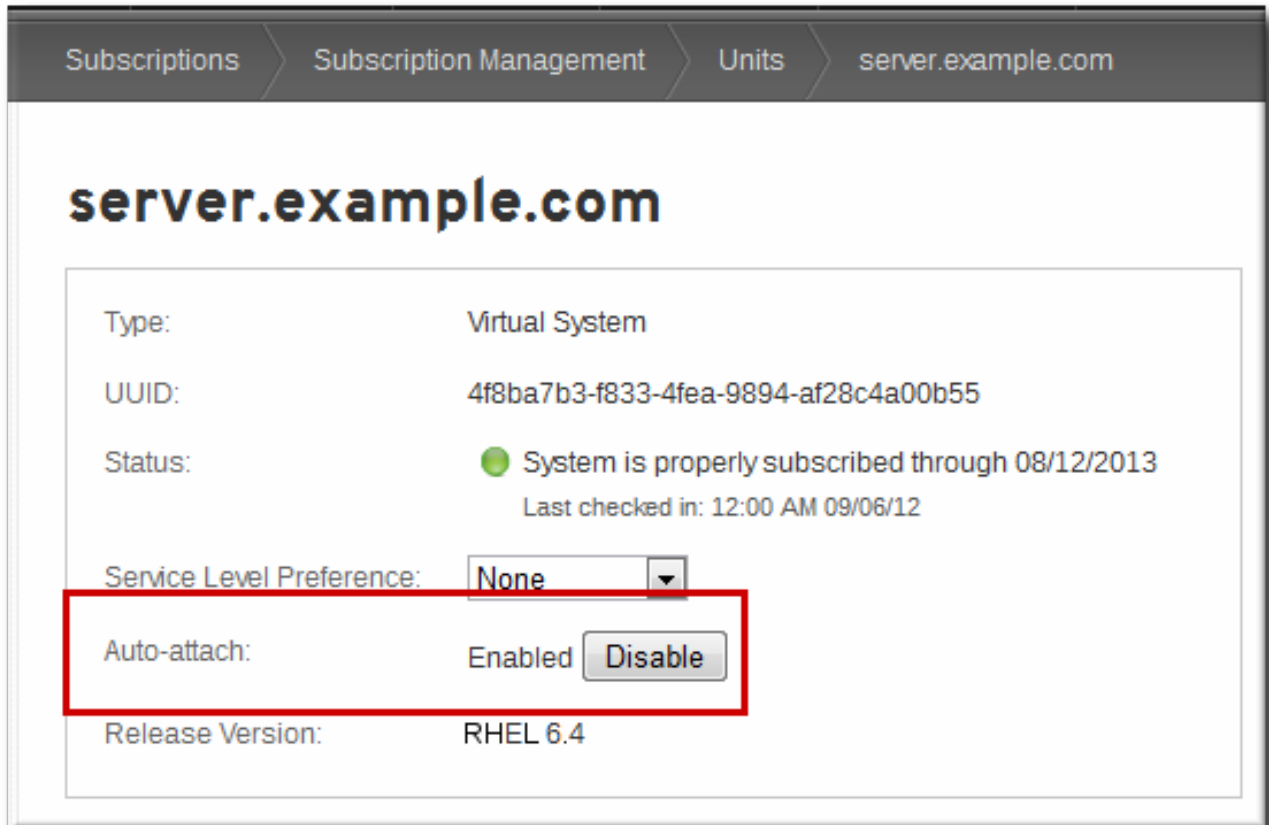 Subscriptions Subscription Management Units server.example.com
server.example.com
Type: Virtual System
UUID: 4f8ba7b3-f833-4fea-9894-af28c4a00b55
Status: System is properly subscribed through 08/12/2013
Last checked in: 12:00 AM 09/06/12
Service Level Preference: None
Auto-attach: Enabled Disable
Release Version: RHEL 6.4